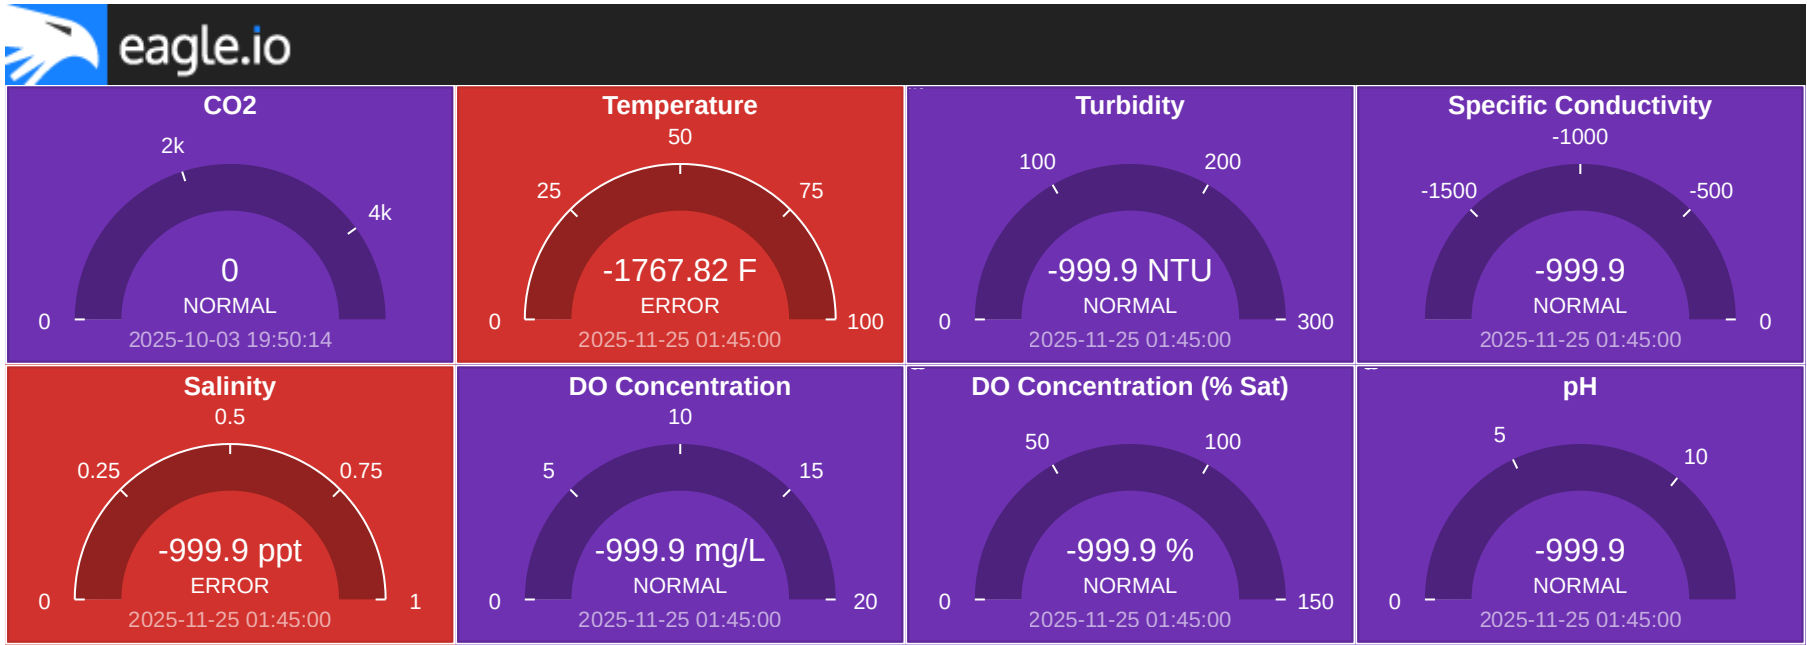 eagle.io
CO2
2k
4k
0
0
NORMAL
2025-10-03 19:50:14
Temperature
50
25
75
-1767.82 F
ERROR
0
100
2025-11-25 01:45:00
Turbidity
100
200
-999.9 NTU
NORMAL
0
300
2025-11-25 01:45:00
Specific Conductivity
-1000
-1500
-500
-999.9
NORMAL
0
2025-11-25 01:45:00
Salinity
0.5
0.25
0.75
-999.9 ppt
ERROR
0
1
2025-11-25 01:45:00
DO Concentration
10
5
15
-999.9 mg/L
NORMAL
0
20
2025-11-25 01:45:00
DO Concentration (% Sat)
50
100
-999.9 %
NORMAL
0
150
2025-11-25 01:45:00
pH
5
10
-999.9
NORMAL
0
2025-11-25 01:45:00